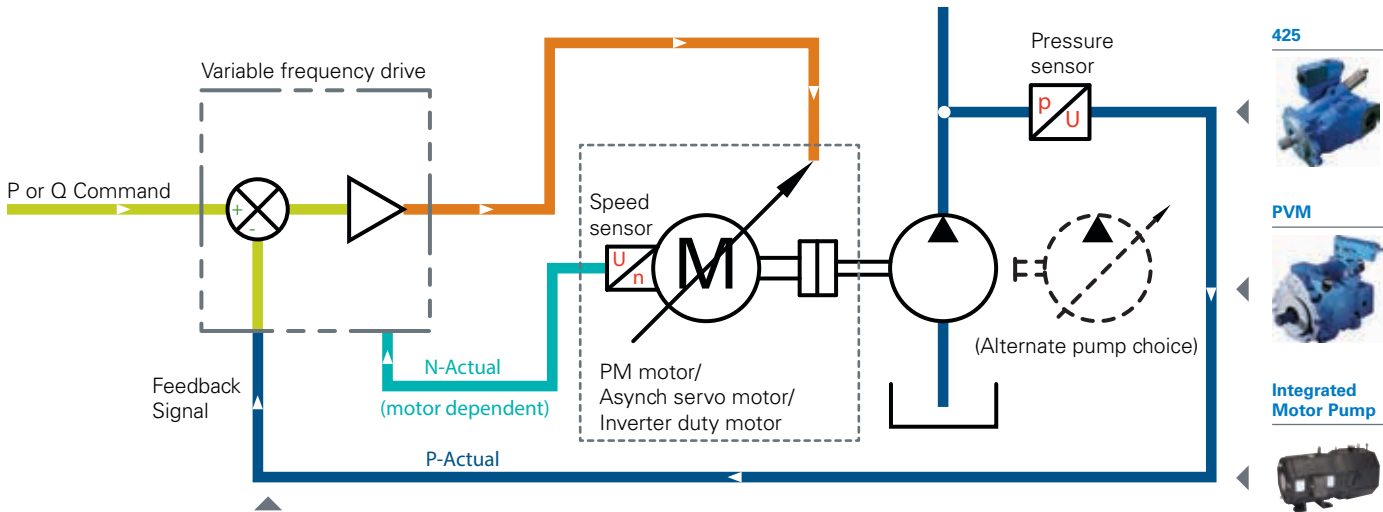 Variable frequency drive
P or Q Command
+
-
Feedback
Signal
N-Actual
(motor dependent)
P-Actual
Speed
sensor
U
n
M
PM motor/
Asynch servo motor/
Inverter duty motor
Pressure
sensor
p
U
(Alternate pump choice)
425
PVM
Integrated
Motor Pump